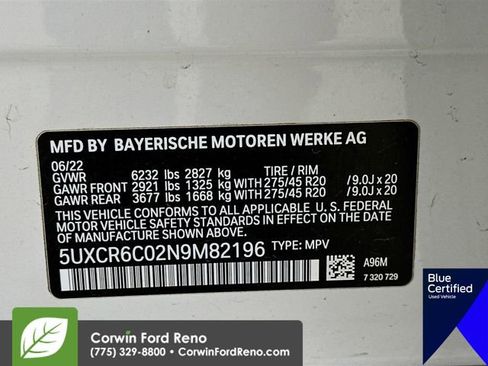 MFD BY BAYERISCHE MOTOREN WERKE AG
06/22
GVWR 6232 lbs 2827 kg TIRE / RIM
GAWR FRONT 2921 lbs 1325 kg WITH 275/45 R20 /9.0J x 20
GAWR REAR 3677 lbs 1668 kg WITH 275/45 R20 /9.0J x 20
THIS VEHICLE CONFORMS TO ALL APPLICABLE U. S. FEDERAL
MOTOR VEHICLE SAFETY STANDARDS IN EFFECT ON THE DATE
OF MANUFACTURE SHOWN ABOVE.
5UXCR6C02N9M82196 TYPE: MPV
A96M
7 320 729
Blue
Certified
Used Vehicle
Corwin Ford Reno
(775) 329-8800 • CorwinFordReno.com